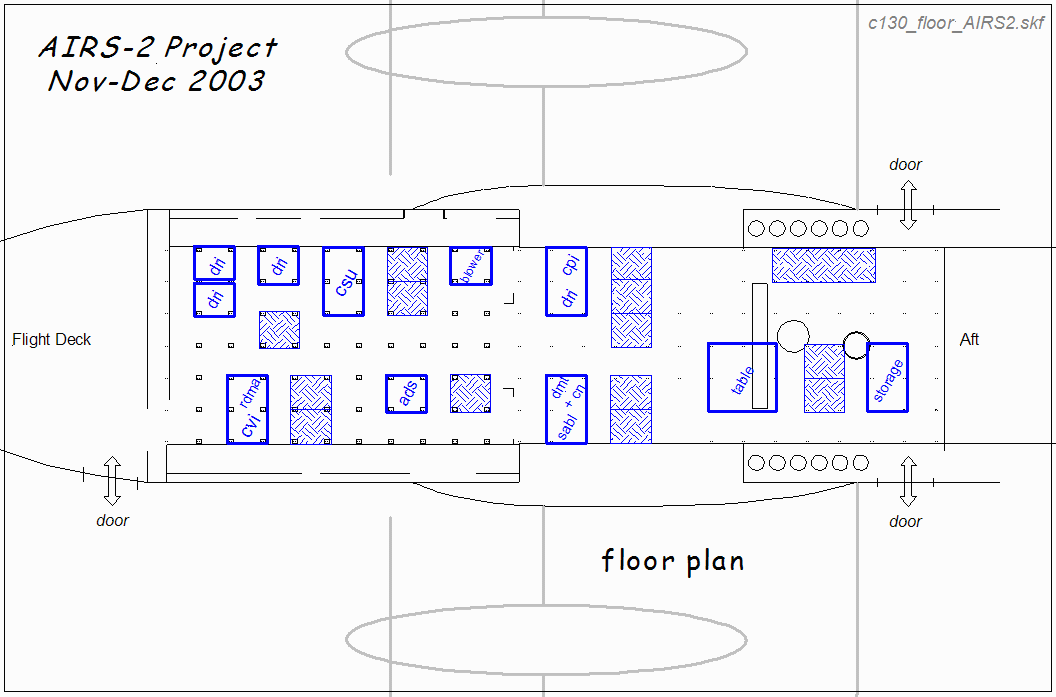 c130_floor_AIRS2.skf
AIRS-2 Project
Nov-Dec 2003
door
dri
dri
csu
blower
cpi
dri
dri
Flight Deck
Aft
rdma
cvi
ads
dmt
+ cn
sabl
table
storage
door
door
floor plan